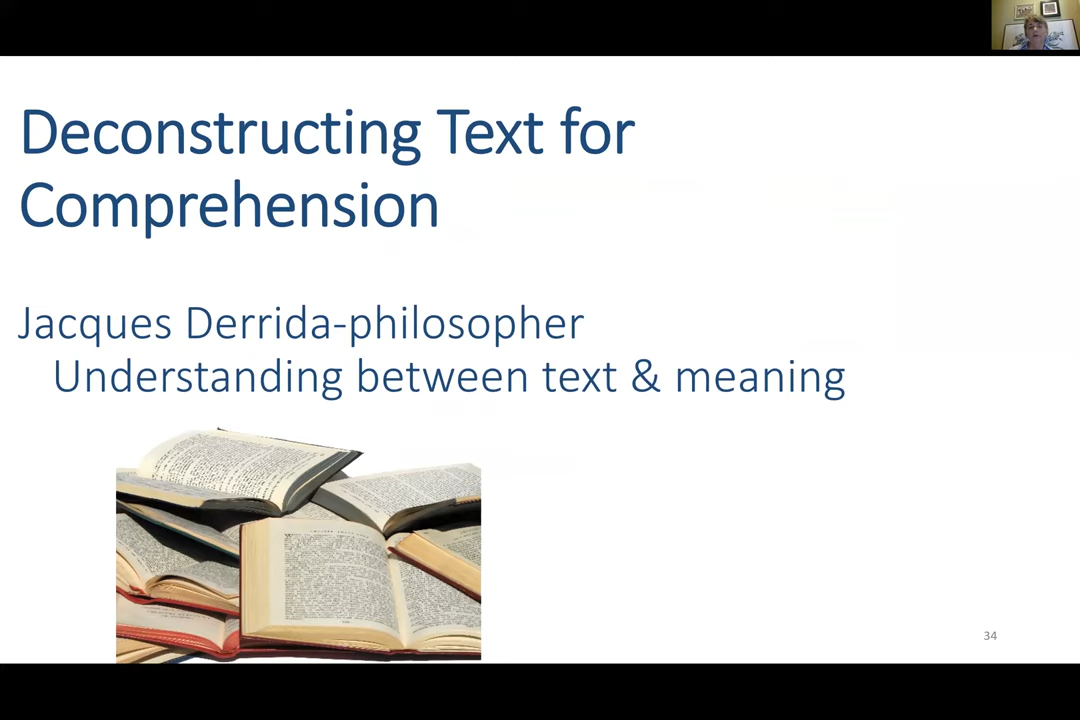 Deconstructing Text for
Comprehension
Jacques Derrida-philosopher
Understanding between text & meaning
34